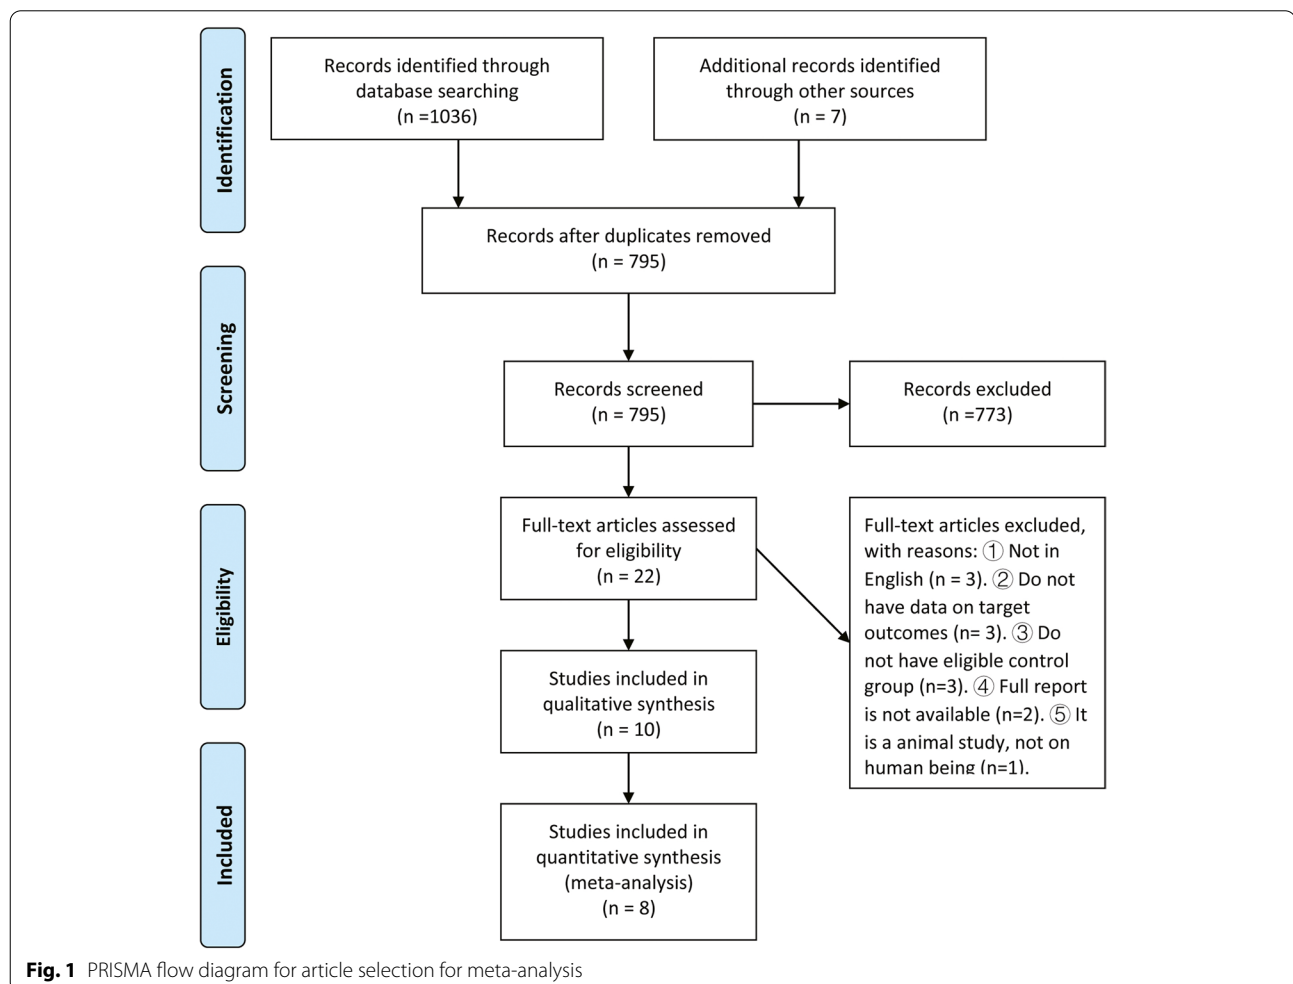 Identification
Records identified through
database searching
(n =1036)
Additional records identified
through other sources
(n = 7)
Records after duplicates removed
(n = 795)
Screening
Records screened
(n = 795)
Records excluded
(n =773)
Eligibility
Full-text articles assessed
for eligibility
(n = 22)
Full-text articles excluded,
with reasons: ① Not in
English (n = 3). ② Do not
have data on target
outcomes (n= 3). ③ Do
not have eligible control
group (n=3). ④ Full report
is not available (n=2). ⑤ It
is a animal study, not on
human being (n=1).
Studies included in
qualitative synthesis
(n = 10)
Included
Studies included in
quantitative synthesis
(meta-analysis)
(n = 8)
Fig. 1 PRISMA flow diagram for article selection for meta-analysis